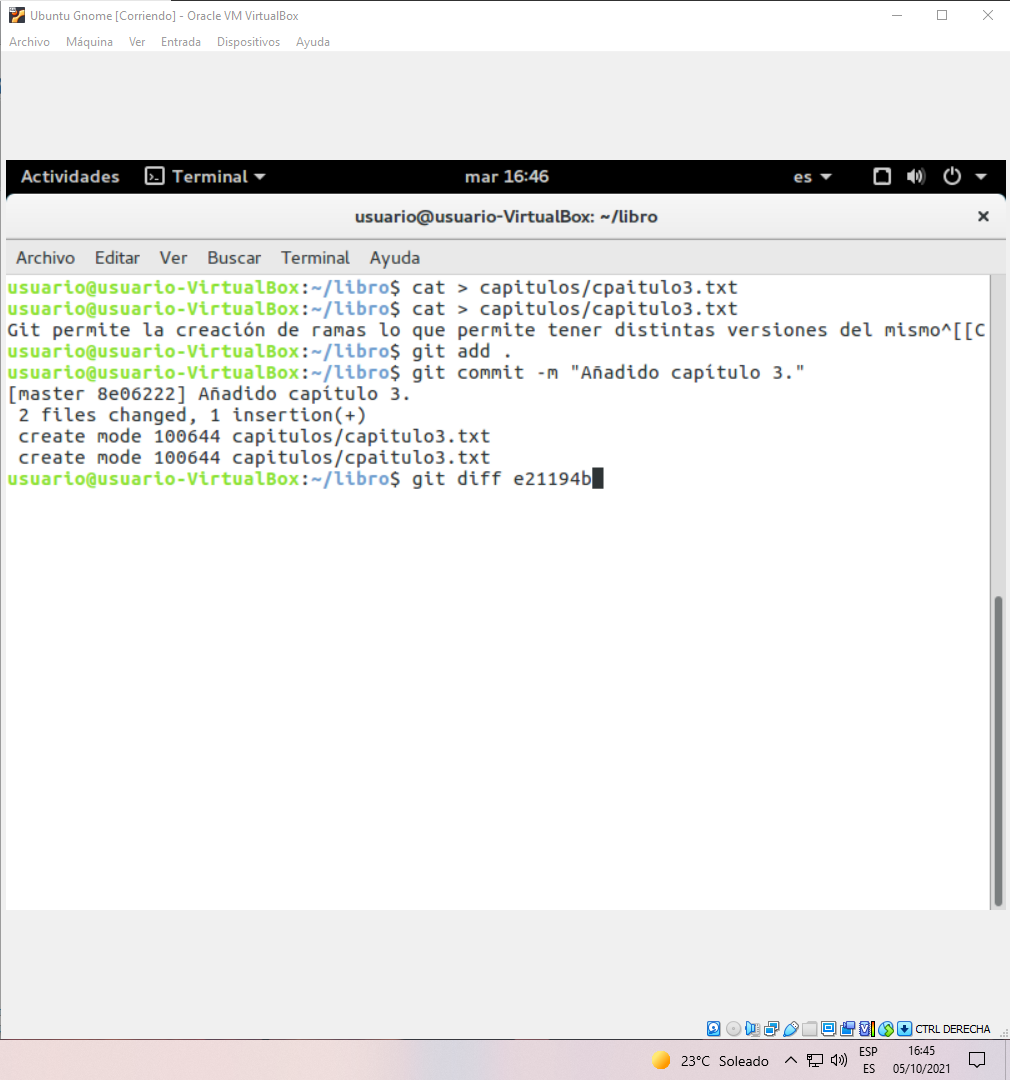 Ubuntu Gnome [Corriendo] - Oracle VM VirtualBox
Archivo Máquina Ver Entrada Dispositivos Ayuda
Actividades Terminal mar 16:46 es
usuario@usuario-VirtualBox: ~/libro
Archivo Editar Ver Buscar Terminal Ayuda
usuario@usuario-VirtualBox:~/libro$ cat > capitulos/cpaitulo3.txt
usuario@usuario-VirtualBox:~/libro$ cat > capitulos/capitulo3.txt
Git permite la creación de ramas lo que permite tener distintas versiones del mismo^[[C
usuario@usuario-VirtualBox:~/libro$ git add .
usuario@usuario-VirtualBox:~/libro$ git commit -m "Añadido capítulo 3."
[master 8e06222] Añadido capítulo 3.
2 files changed, 1 insertion(+)
create mode 100644 capitulos/capitulo3.txt
create mode 100644 capitulos/cpaitulo3.txt
usuario@usuario-VirtualBox:~/libro$ git diff e21194b
CTRL DERECHA
23°C Soleado ESP 16:45
ES 05/10/2021